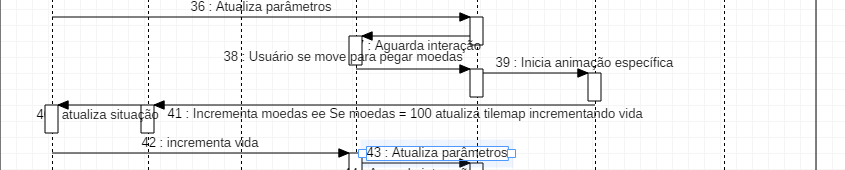 36 : Atualiza parâmetros
: Aguarda interação
38 : Usuário se move para pegar moedas
39 : Inicia animação específica
4
atualiza situação
41 : Incrementa moedas ee Se moedas = 100 atualiza tilemap incrementando vida
42 : incrementa vida
43 : Atualiza parâmetros